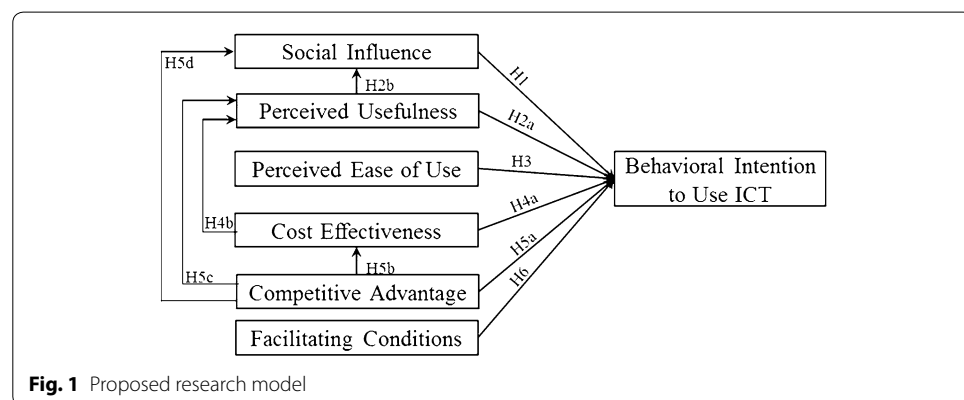 Social Influence
H5d
H1
H2b
Perceived Usefulness
H2a
Perceived Ease of Use
H3
Behavioral Intention
to Use ICT
H4a
H4b
Cost Effectiveness
H5a
H5b
H5c
Competitive Advantage
H6
Facilitating Conditions
Fig. 1 Proposed research model